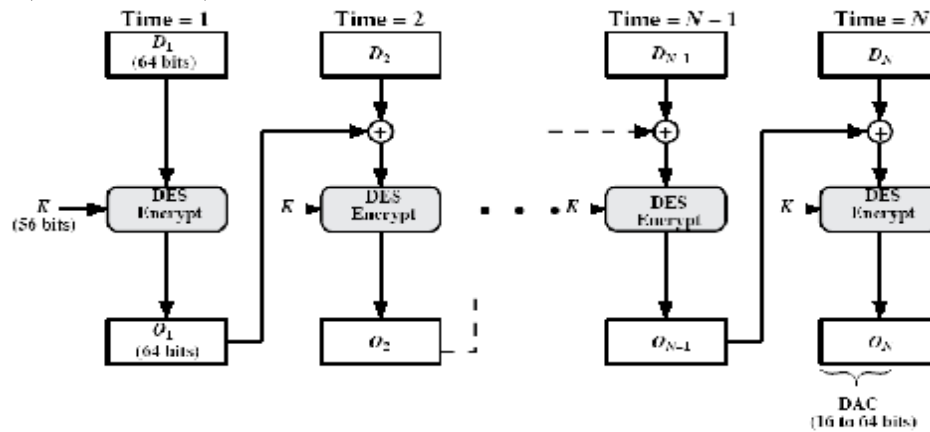 Time = 1
Time = 2
Time = N – 1
Time = N
D1
(64 bits)
D2
DN−1
DN
+
+
+
K
(56 bits)
DES
Encrypt
K
DES
Encrypt
• • •
K
DES
Encrypt
K
DES
Encrypt
O1
(64 bits)
O2
ON−1
ON
DAC
(16 to 64 bits)